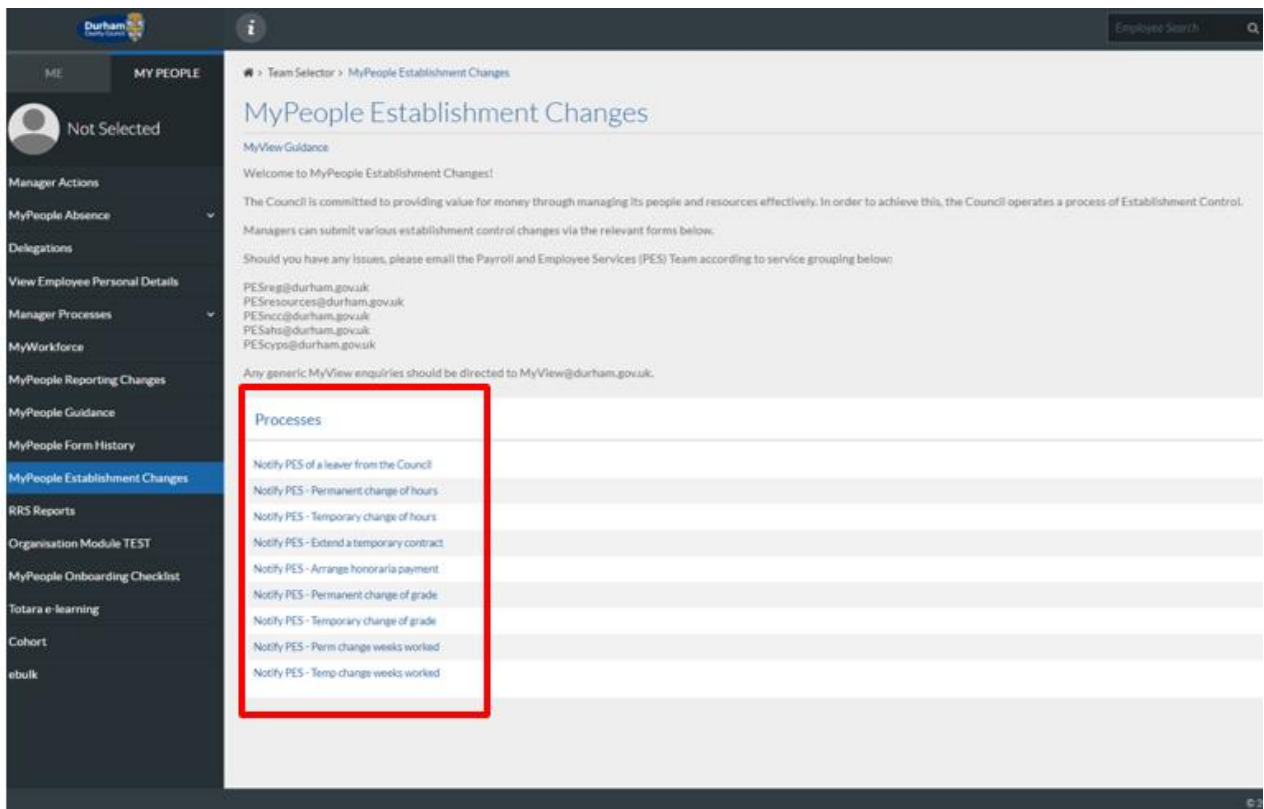 Durham
County Council
i
Employee Search
ME
MY PEOPLE
Not Selected
Manager Actions
MyPeople Absence
Delegations
View Employee Personal Details
Manager Processes
MyWorkforce
MyPeople Reporting Changes
MyPeople Guidance
MyPeople Form History
MyPeople Establishment Changes
RRS Reports
Organisation Module TEST
MyPeople Onboarding Checklist
Totara e-learning
Cohort
ebulk
> Team Selector > MyPeople Establishment Changes
MyPeople Establishment Changes
MyView Guidance
Welcome to MyPeople Establishment Changes!
The Council is committed to providing value for money through managing its people and resources effectively. In order to achieve this, the Council operates a process of Establishment Control.
Managers can submit various establishment control changes via the relevant forms below.
Should you have any issues, please email the Payroll and Employee Services (PES) Team according to service grouping below:
PESreg@durham.gov.uk
PESresources@durham.gov.uk
PESncc@durham.gov.uk
PESahs@durham.gov.uk
PEScyps@durham.gov.uk
Any generic MyView enquiries should be directed to MyView@durham.gov.uk.
Processes
Notify PES of a leaver from the Council
Notify PES - Permanent change of hours
Notify PES - Temporary change of hours
Notify PES - Extend a temporary contract
Notify PES - Arrange honoraria payment
Notify PES - Permanent change of grade
Notify PES - Temporary change of grade
Notify PES - Perm change weeks worked
Notify PES - Temp change weeks worked